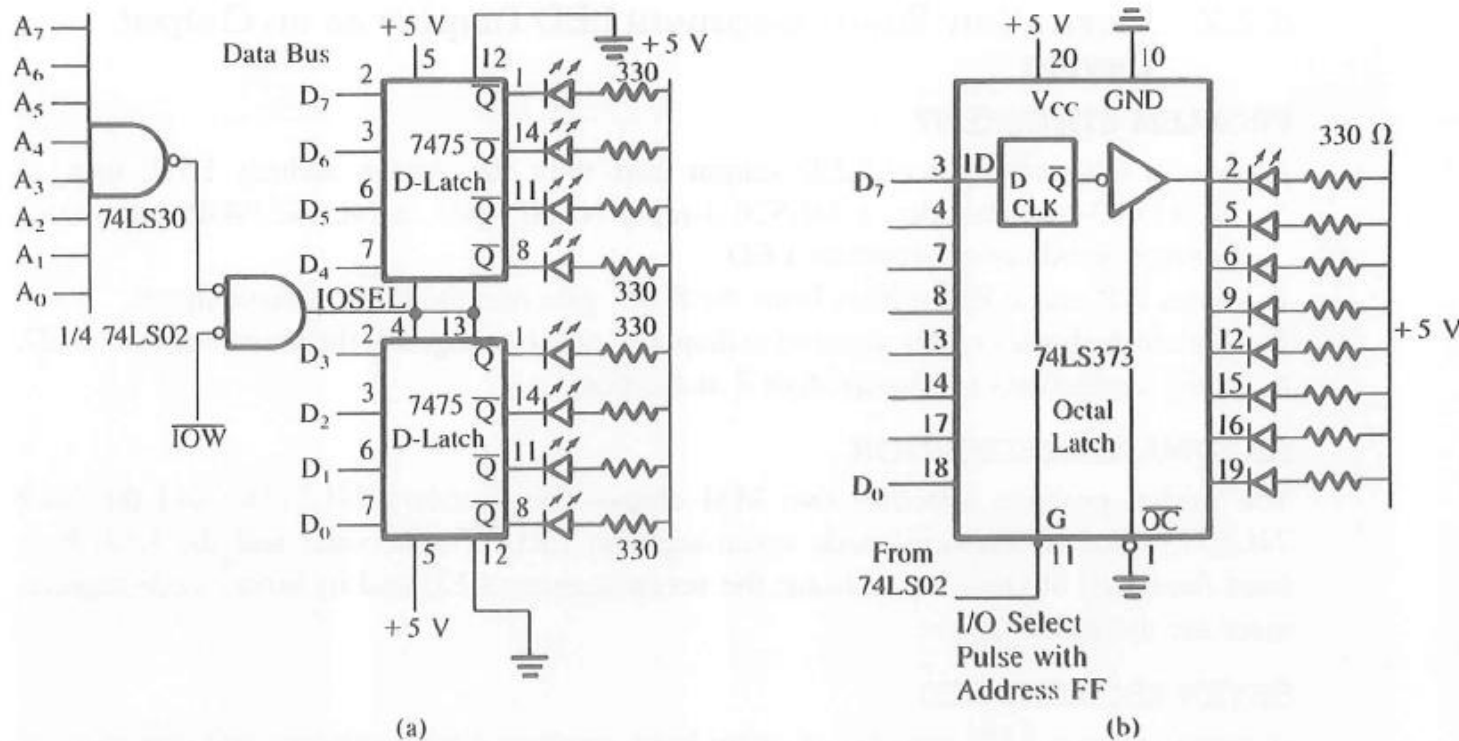 A7
A6
A5
A4
A3
A2
A1
A0
74LS30
1/4 74LS02
IOW
IOSEL
Data Bus
+5 V
5
12
+5 V
2
D7
3
D6
6
D5
7
D4
7475
D-Latch
Q
1
Q
14
Q
11
Q
8
330
330
4
13
2
D3
3
D2
6
D1
7
D0
7475
D-Latch
Q
1
Q
14
Q
11
Q
8
330
330
5
12
+5 V
(a)
+5 V
20
10
VCC GND
330 Ω
D7
3
1D
D Q
CLK
4
7
8
13
14
17
18
D0
2
5
6
9
12
15
16
19
74LS373
Octal
Latch
+5 V
G
OC
From
74LS02
11
1
I/O Select
Pulse with
Address FF
(b)